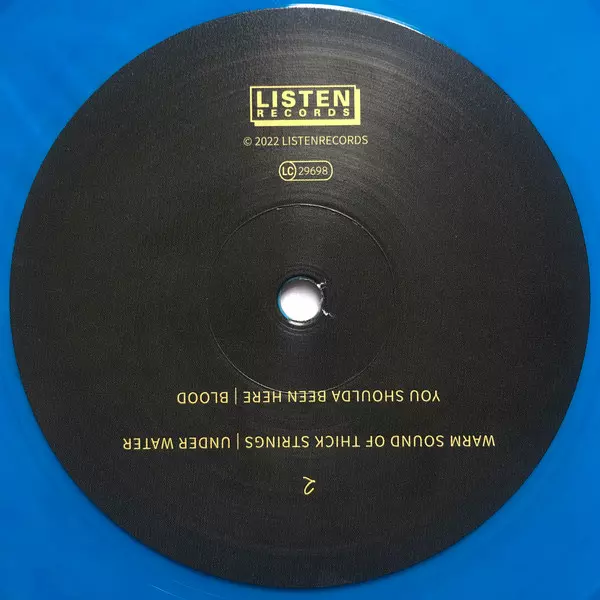 LISTEN
RECORDS
© 2022 LISTENRECORDS
LC 29698
2
WARM SOUND OF THICK STRINGS | UNDER WATER
YOU SHOULDA BEEN HERE | BLOOD